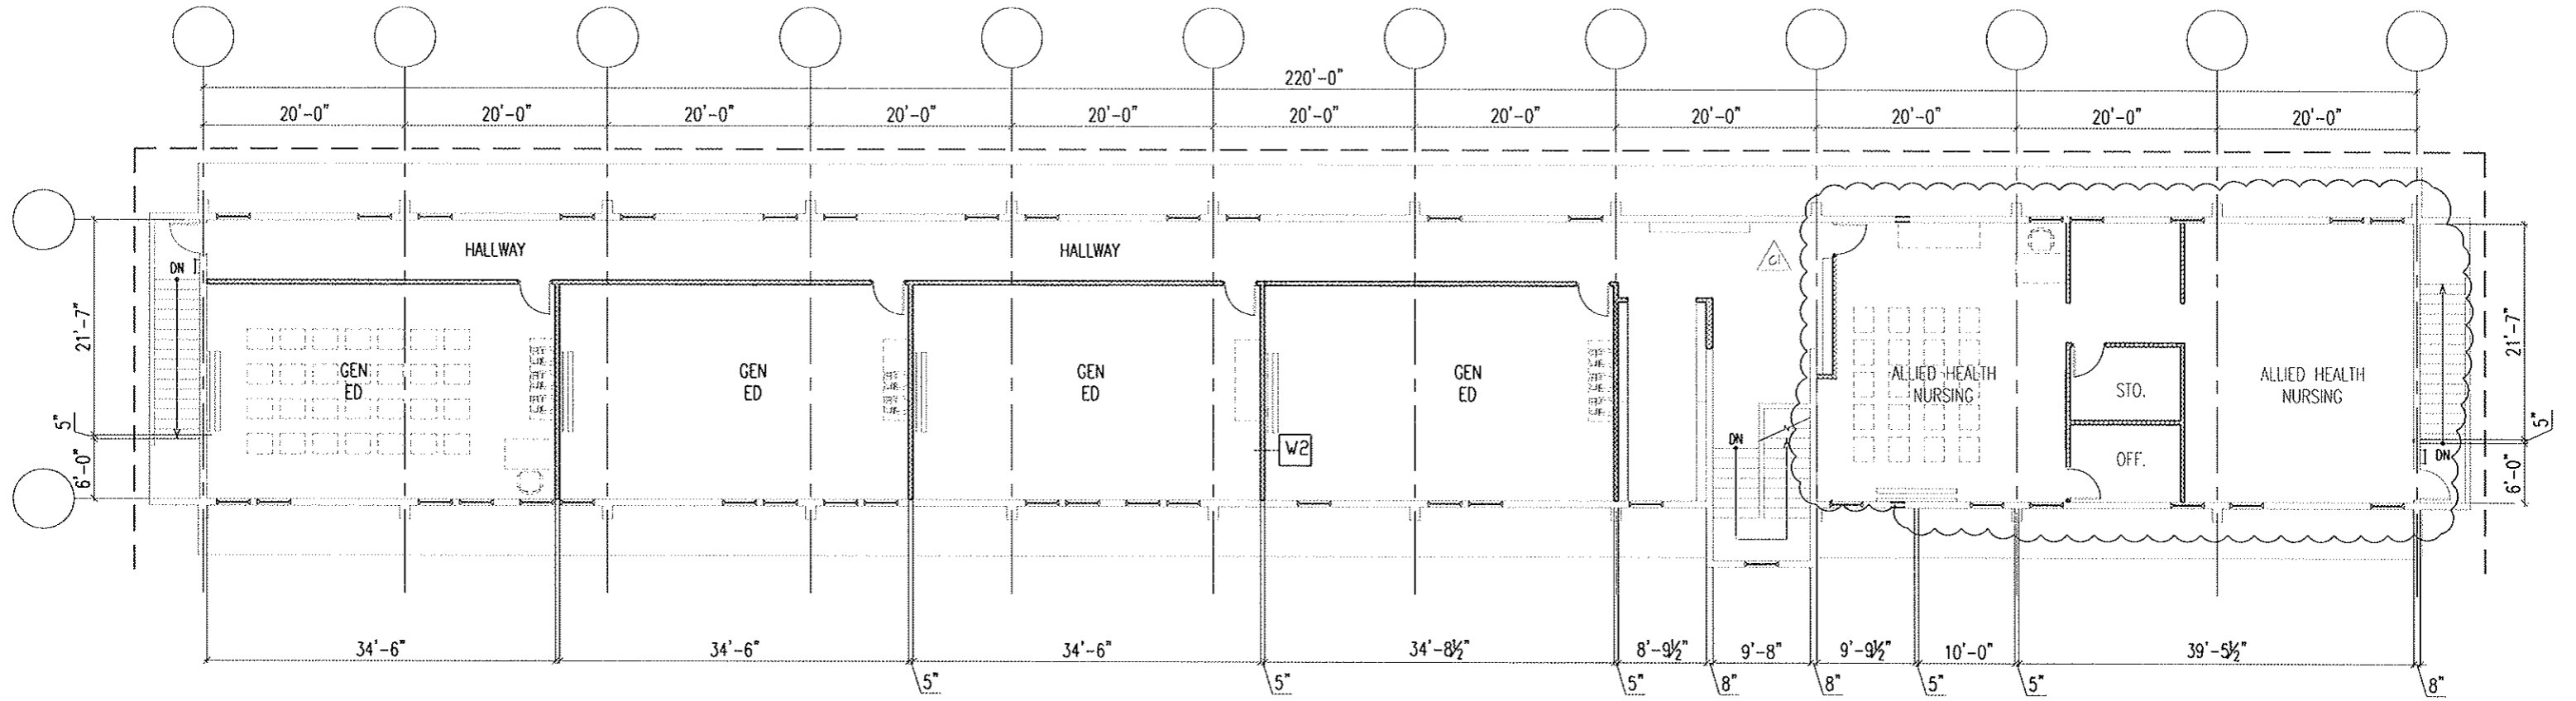 220'-0"
20'-0" 20'-0" 20'-0" 20'-0" 20'-0" 20'-0" 20'-0" 20'-0" 20'-0" 20'-0" 20'-0"
HALLWAY HALLWAY
DN
21'-7"
5"
6'-0"
GEN
ED
GEN
ED
GEN
ED
GEN
ED
W2
DN
ALLIED HEALTH
NURSING
STO.
OFF.
ALLIED HEALTH
NURSING
DN
21'-7"
5"
6'-0"
34'-6" 34'-6" 34'-6" 34'-8½" 8'-9½" 9'-8" 9'-9½" 10'-0" 39'-5½"
5" 5" 5" 8" 8" 5" 5" 8"